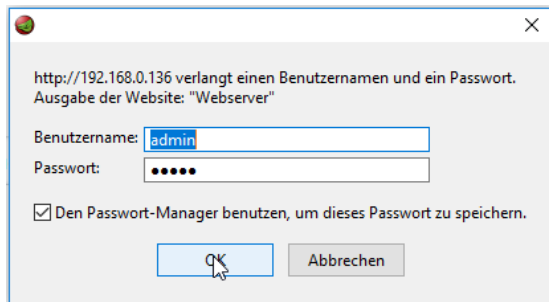 http://192.168.0.136 verlangt einen Benutzernamen und ein Passwort.
Ausgabe der Website: "Webserver"
Benutzername: admin
Passwort: •••••
Den Passwort-Manager benutzen, um dieses Passwort zu speichern.
OK Abbrechen